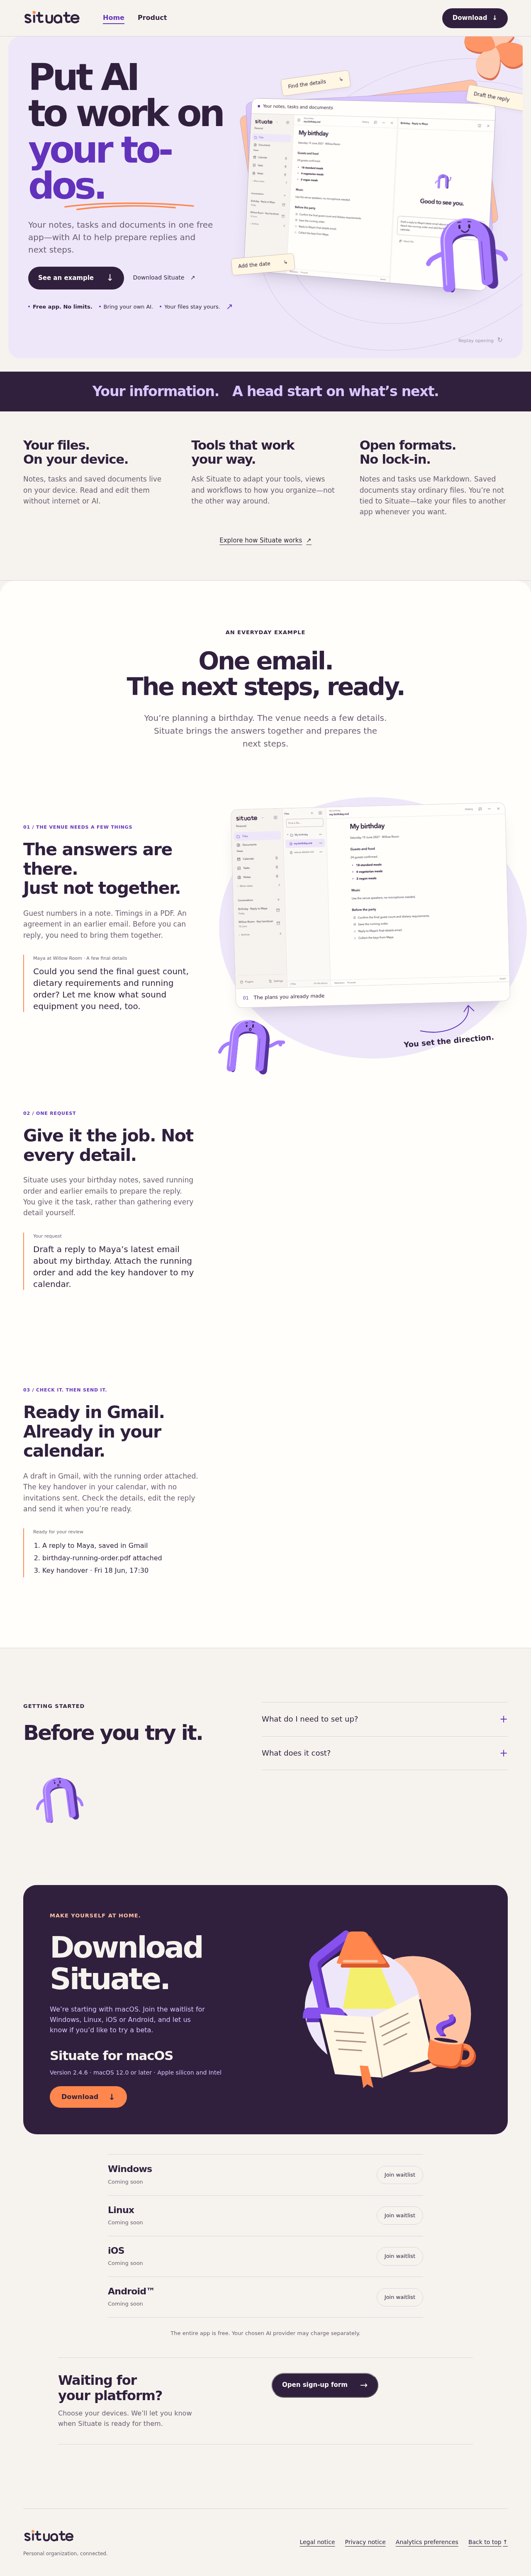 situate
Home
Product
Download ↓
Put AI
to work on
your to-
dos.
Your notes, tasks and documents in one free
app—with AI to help prepare replies and
next steps.
See an example ↓
Download Situate ↗
• Free app. No limits. • Bring your own AI. • Your files stay yours. ↗
Find the details
Draft the reply
Your notes, tasks and documents
situate
My birthday
Guests and food
Music
Before the party
Good to see you.
Add the date
Replay opening ↻
Your information. A head start on what’s next.
Your files.
On your device.
Notes, tasks and saved documents live
on your device. Read and edit them
without internet or AI.
Tools that work
your way.
Ask Situate to adapt your tools, views
and workflows to how you organize—not
the other way around.
Open formats.
No lock-in.
Notes and tasks use Markdown. Saved
documents stay ordinary files. You’re not
tied to Situate—take your files to another
app whenever you want.
Explore how Situate works ↗
AN EVERYDAY EXAMPLE
One email.
The next steps, ready.
You’re planning a birthday. The venue needs a few details.
Situate brings the answers together and prepares the
next steps.
01 / THE VENUE NEEDS A FEW THINGS
The answers are
there.
Just not together.
Guest numbers in a note. Timings in a PDF. An
agreement in an earlier email. Before you can
reply, you need to bring them together.
Maya at Willow Room · A few final details
Could you send the final guest count,
dietary requirements and running
order? Let me know what sound
equipment you need, too.
situate
My birthday
Guests and food
Music
Before the party
01 The plans you already made
You set the direction.
02 / ONE REQUEST
Give it the job. Not
every detail.
Situate uses your birthday notes, saved running
order and earlier emails to prepare the reply.
You give it the task, rather than gathering every
detail yourself.
Your request
Draft a reply to Maya’s latest email
about my birthday. Attach the running
order and add the key handover to my
calendar.
03 / CHECK IT. THEN SEND IT.
Ready in Gmail.
Already in your
calendar.
A draft in Gmail, with the running order attached.
The key handover in your calendar, with no
invitations sent. Check the details, edit the reply
and send it when you’re ready.
Ready for your review
1. A reply to Maya, saved in Gmail
2. birthday-running-order.pdf attached
3. Key handover · Fri 18 Jun, 17:30
GETTING STARTED
Before you try it.
What do I need to set up? +
What does it cost? +
MAKE YOURSELF AT HOME.
Download
Situate.
We’re starting with macOS. Join the waitlist for
Windows, Linux, iOS or Android, and let us
know if you’d like to try a beta.
Situate for macOS
Version 2.4.6 · macOS 12.0 or later · Apple silicon and Intel
Download ↓
Windows
Coming soon
Join waitlist
Linux
Coming soon
Join waitlist
iOS
Coming soon
Join waitlist
Android™
Coming soon
Join waitlist
The entire app is free. Your chosen AI provider may charge separately.
Waiting for
your platform?
Choose your devices. We’ll let you know
when Situate is ready for them.
Open sign-up form →
situate
Personal organization, connected.
Legal notice
Privacy notice
Analytics preferences
Back to top ↑